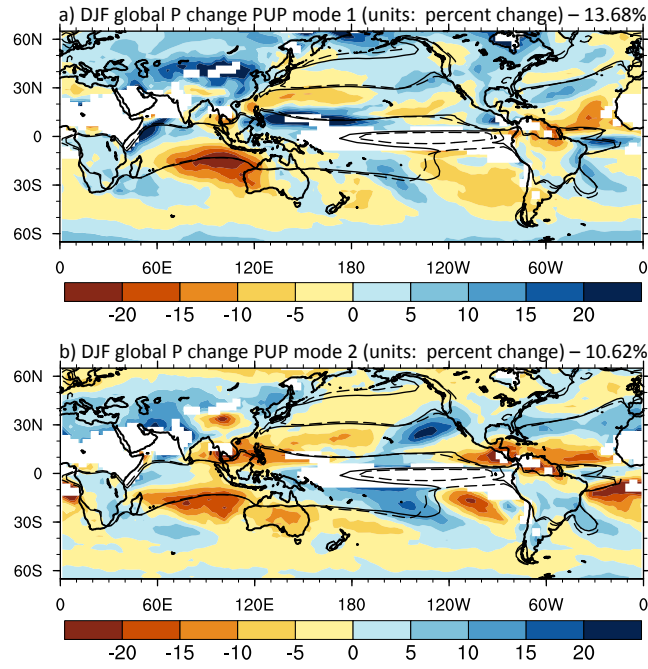 a) DJF global P change PUP mode 1 (units: percent change) – 13.68%
60N
30N
0
30S
60S
0 60E 120E 180 120W 60W 0
-20 -15 -10 -5 0 5 10 15 20
b) DJF global P change PUP mode 2 (units: percent change) – 10.62%
60N
30N
0
30S
60S
0 60E 120E 180 120W 60W 0
-20 -15 -10 -5 0 5 10 15 20